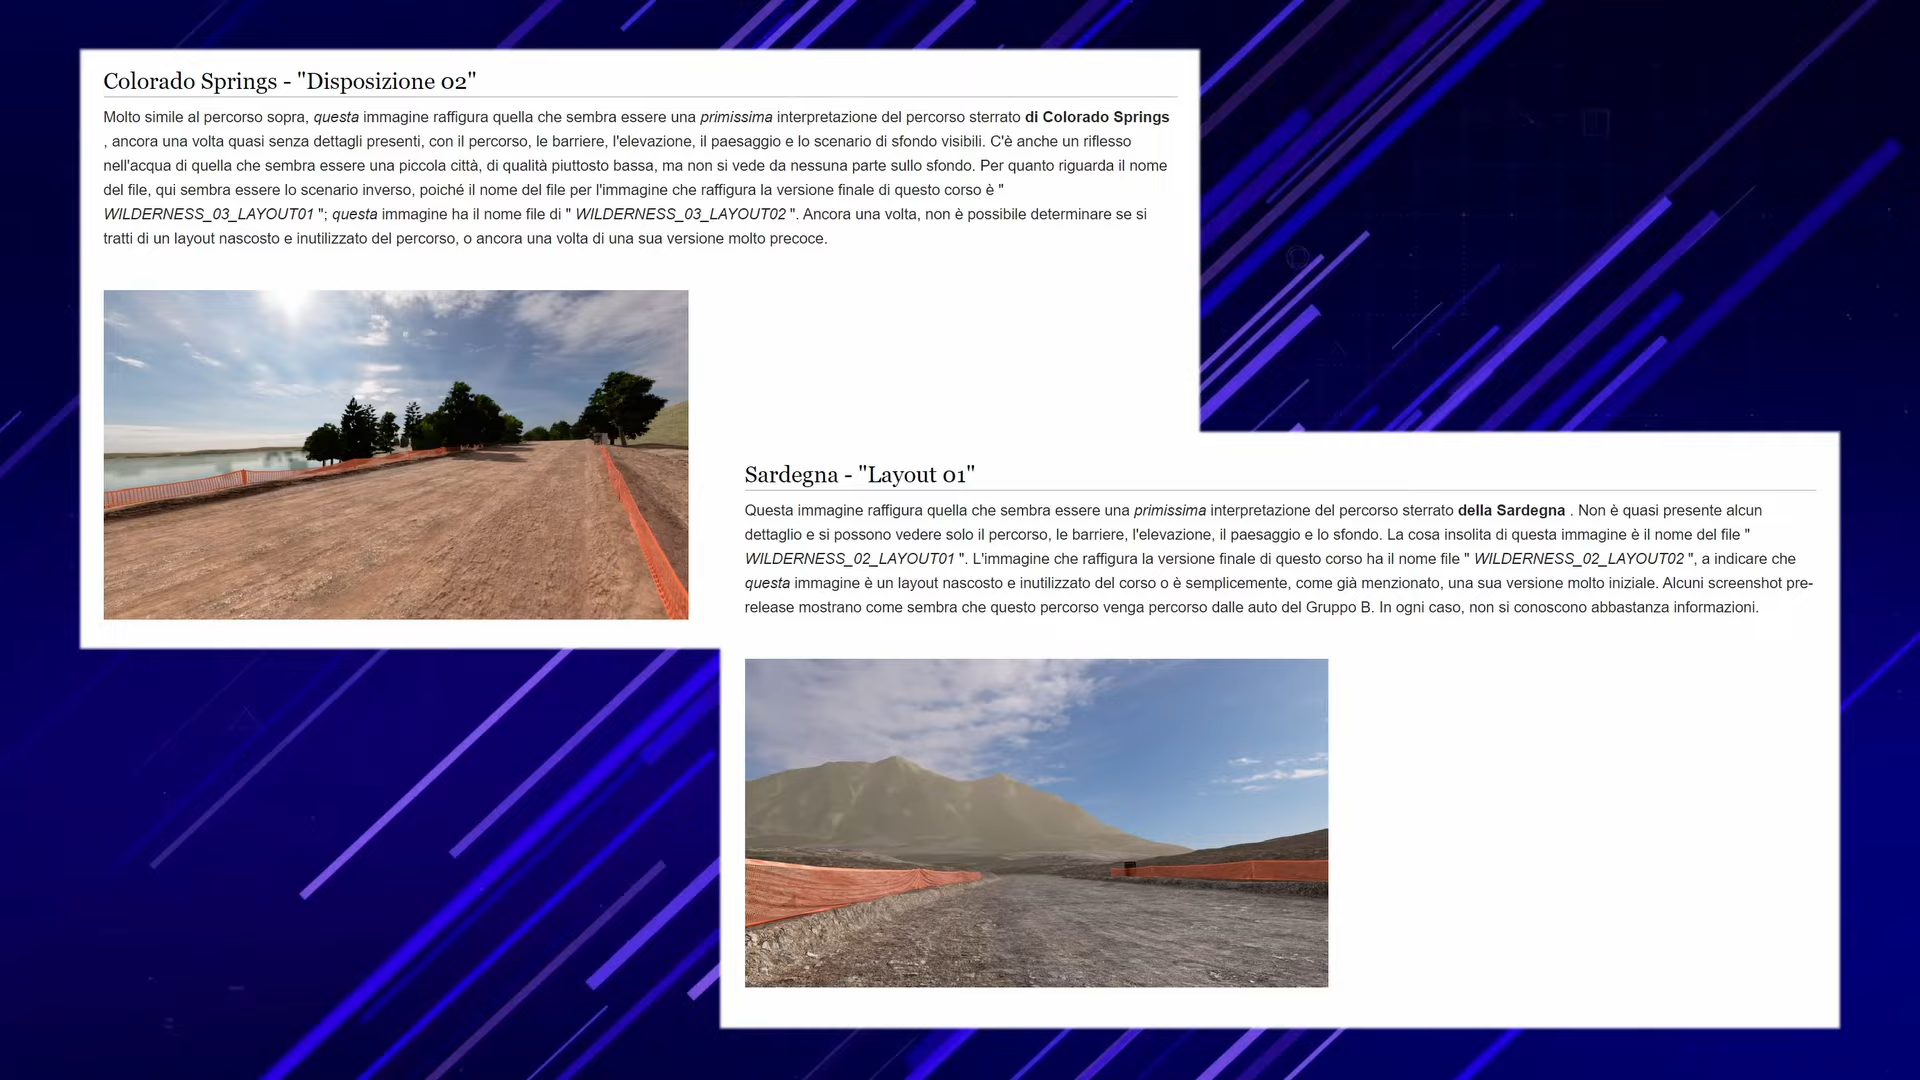 Colorado Springs - "Disposizione 02"
Molto simile al percorso sopra, questa immagine raffigura quella che sembra essere una primissima interpretazione del percorso sterrato di Colorado Springs
, ancora una volta quasi senza dettagli presenti, con il percorso, le barriere, l'elevazione, il paesaggio e lo scenario di sfondo visibili. C'è anche un riflesso
nell'acqua di quella che sembra essere una piccola città, di qualità piuttosto bassa, ma non si vede da nessuna parte sullo sfondo. Per quanto riguarda il nome
del file, qui sembra essere lo scenario inverso, poiché il nome del file per l'immagine che raffigura la versione finale di questo corso è "
WILDERNESS_03_LAYOUT01 "; questa immagine ha il nome file di " WILDERNESS_03_LAYOUT02 ". Ancora una volta, non è possibile determinare se si
tratti di un layout nascosto e inutilizzato del percorso, o ancora una volta di una sua versione molto precoce.
Sardegna - "Layout 01"
Questa immagine raffigura quella che sembra essere una primissima interpretazione del percorso sterrato della Sardegna . Non è quasi presente alcun
dettaglio e si possono vedere solo il percorso, le barriere, l'elevazione, il paesaggio e lo sfondo. La cosa insolita di questa immagine è il nome del file "
WILDERNESS_02_LAYOUT01 ". L'immagine che raffigura la versione finale di questo corso ha il nome file " WILDERNESS_02_LAYOUT02 ", a indicare che
questa immagine è un layout nascosto e inutilizzato del corso o è semplicemente, come già menzionato, una sua versione molto iniziale. Alcuni screenshot pre-
release mostrano come sembra che questo percorso venga percorso dalle auto del Gruppo B. In ogni caso, non si conoscono abbastanza informazioni.